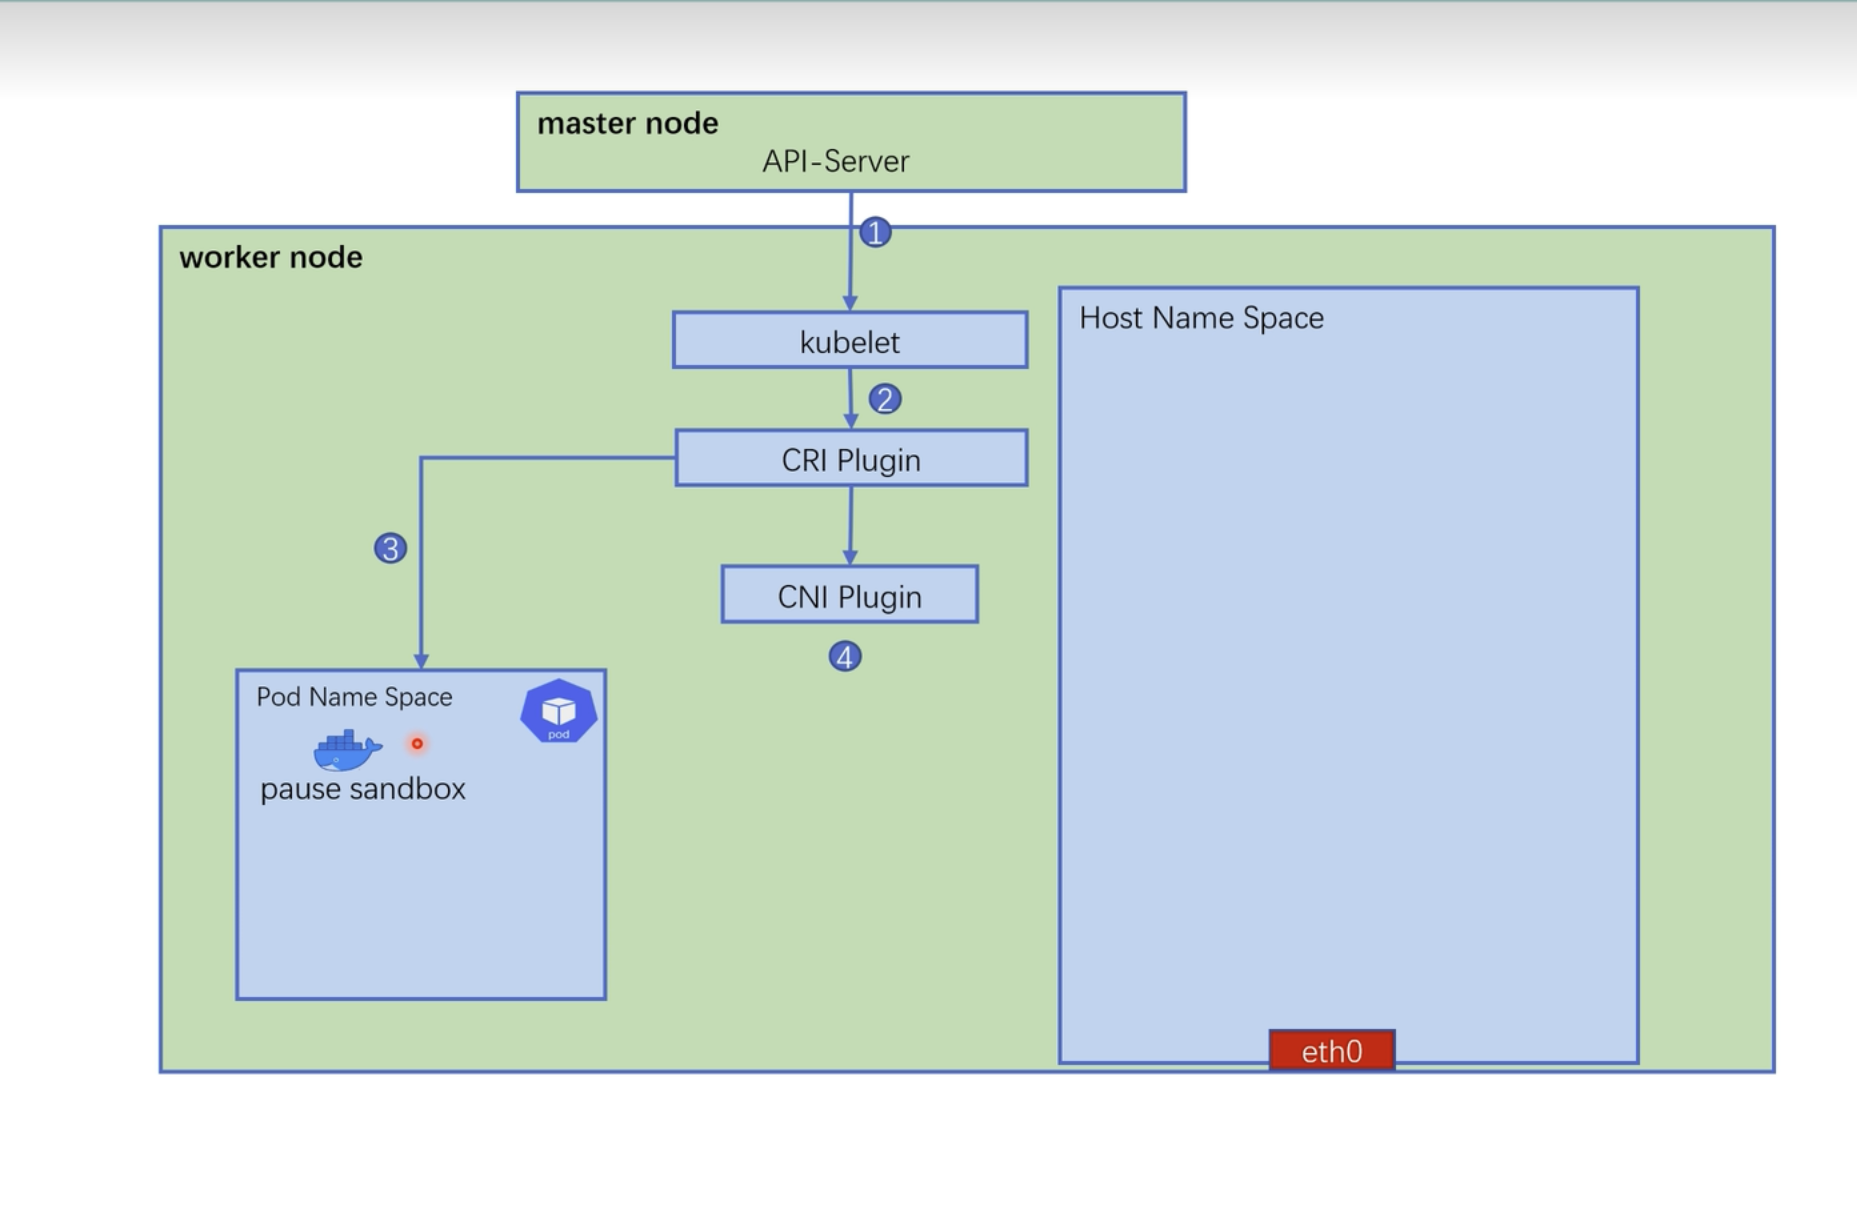 master node
API-Server
1
worker node
Host Name Space
kubelet
2
CRI Plugin
3
CNI Plugin
4
Pod Name Space
pod
pause sandbox
eth0